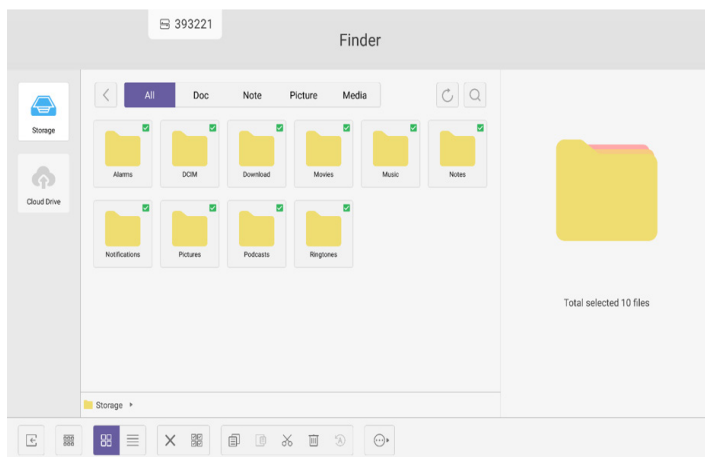 393221
Finder
All Doc Note Picture Media
Storage
Cloud Drive
Alarms DCIM Download Movies Music Notes
Notifications Pictures Podcasts Ringtones
Total selected 10 files
Storage